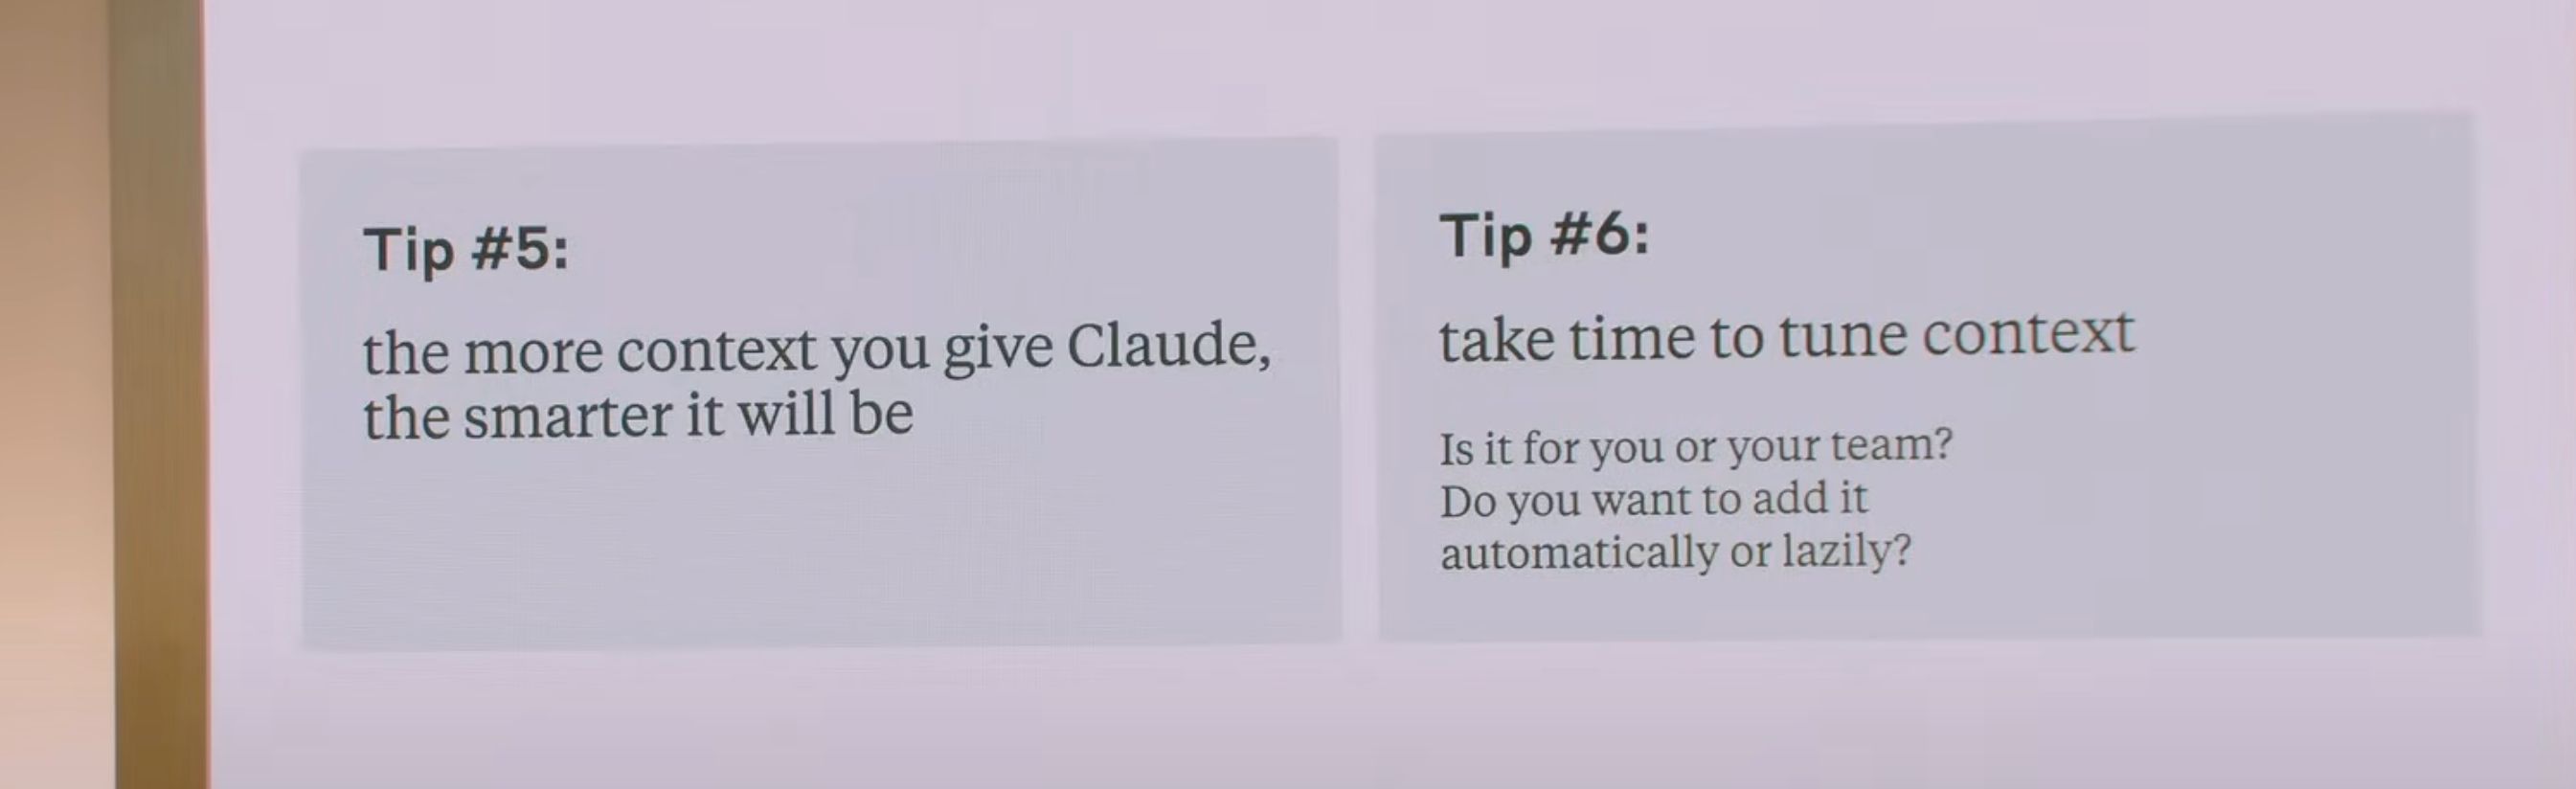 Tip #5:
the more context you give Claude,
the smarter it will be
Tip #6:
take time to tune context
Is it for you or your team?
Do you want to add it
automatically or lazily?